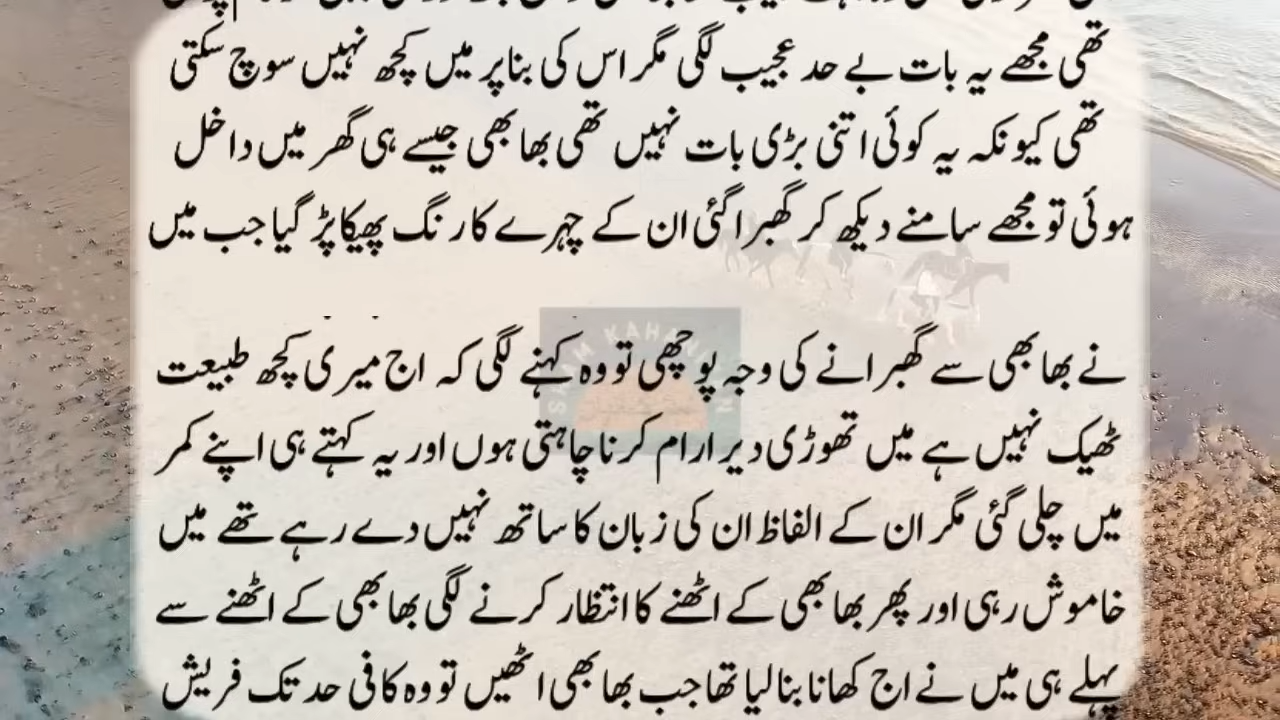 تھی مجھے یہ بات بے حد عجیب لگی مگر اس کی بنا پر میں کچھ نہیں سوچ سکتی
تھی کیونکہ یہ کوئی اتنی بڑی بات نہیں تھی بھابھی جیسے ہی گھر میں داخل
ہوئی تو مجھے سامنے دیکھ کر گھبرا گئی ان کے چہرے کا رنگ پھیکا پڑ گیا جب میں
نے بھابھی سے گھبرانے کی وجہ پوچھی تو وہ کہنے لگی کہ اج میری کچھ طبیعت
ٹھیک نہیں ہے میں تھوڑی دیر ارام کرنا چاہتی ہوں اور یہ کہتے ہی اپنے کمر
میں چلی گئی مگر ان کے الفاظ ان کی زبان کا ساتھ نہیں دے رہے تھے میں
خاموش رہی اور پھر بھابھی کے اٹھنے کا انتظار کرنے لگی بھابھی کے اٹھنے سے
پہلے ہی میں نے اج کھانا بنا لیا تھا جب بھابھی اٹھیں تو وہ کافی حد تک فریش